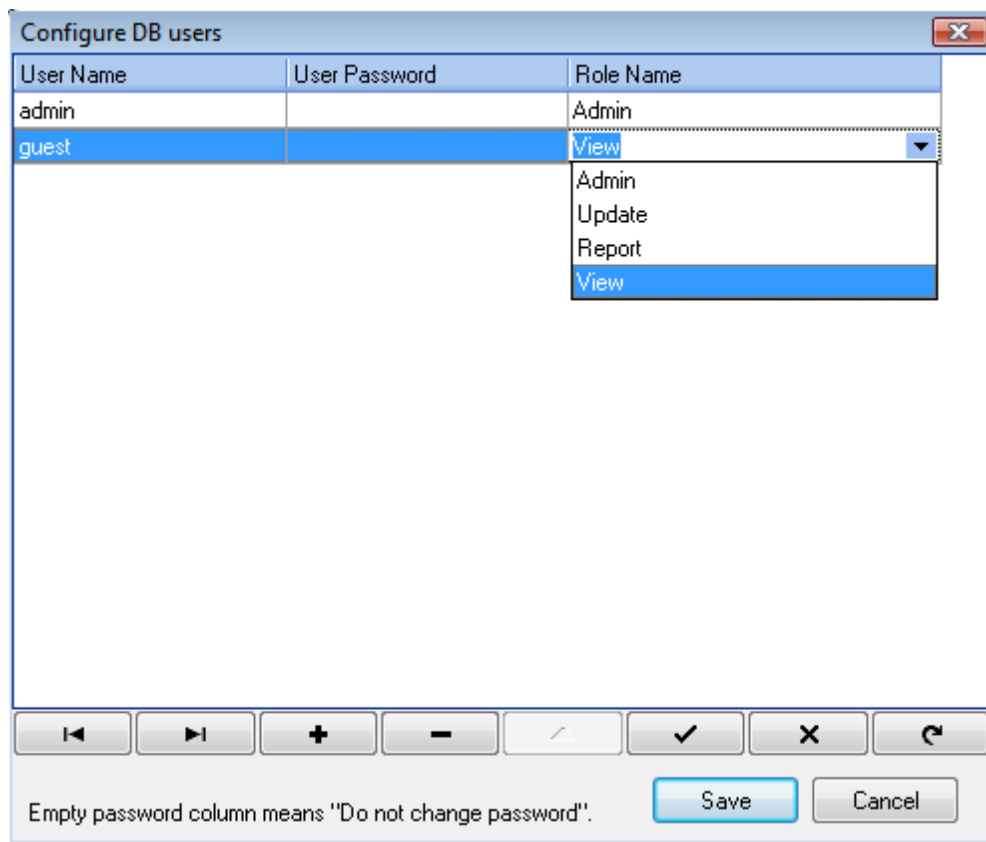 Configure DB users
User Name User Password Role Name
admin Admin
guest View
Admin
Update
Report
View
Empty password column means "Do not change password".
Save Cancel